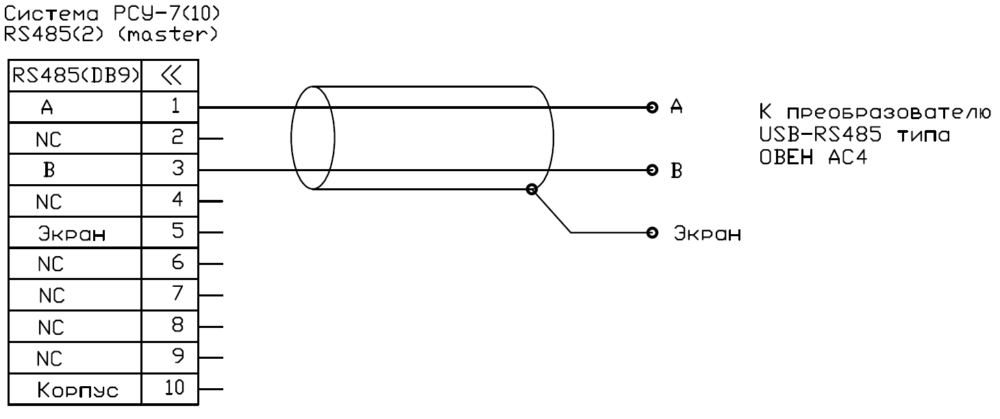 Система РСУ-7(10)
RS485(2) (master)
RS485(DB9) <<
A 1
NC 2
B 3
NC 4
Экран 5
NC 6
NC 7
NC 8
NC 9
Корпус 10
A
B
Экран
К преобразователю
USB-RS485 типа
ОВЕН АС4